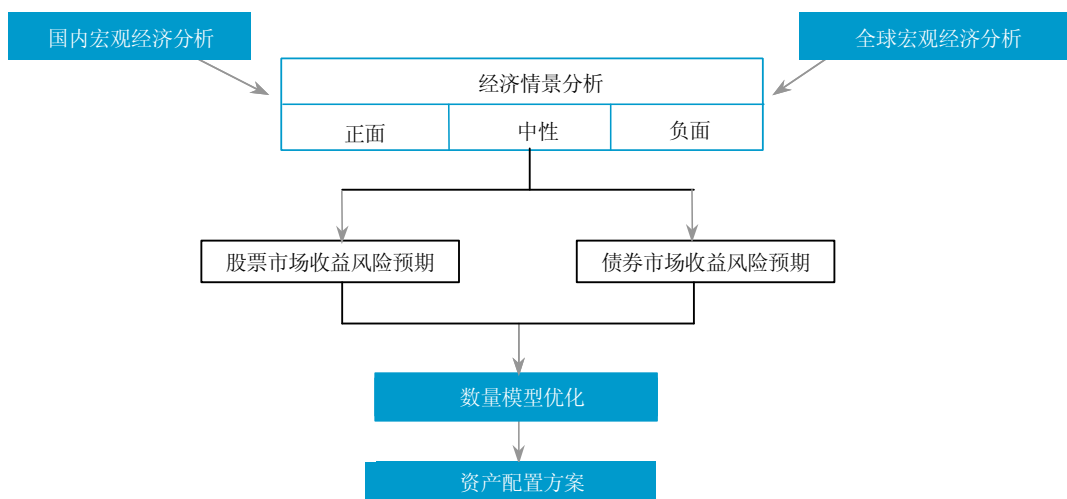 国内宏观经济分析
全球宏观经济分析
经济情景分析
正面
中性
负面
股票市场收益风险预期
债券市场收益风险预期
数量模型优化
资产配置方案